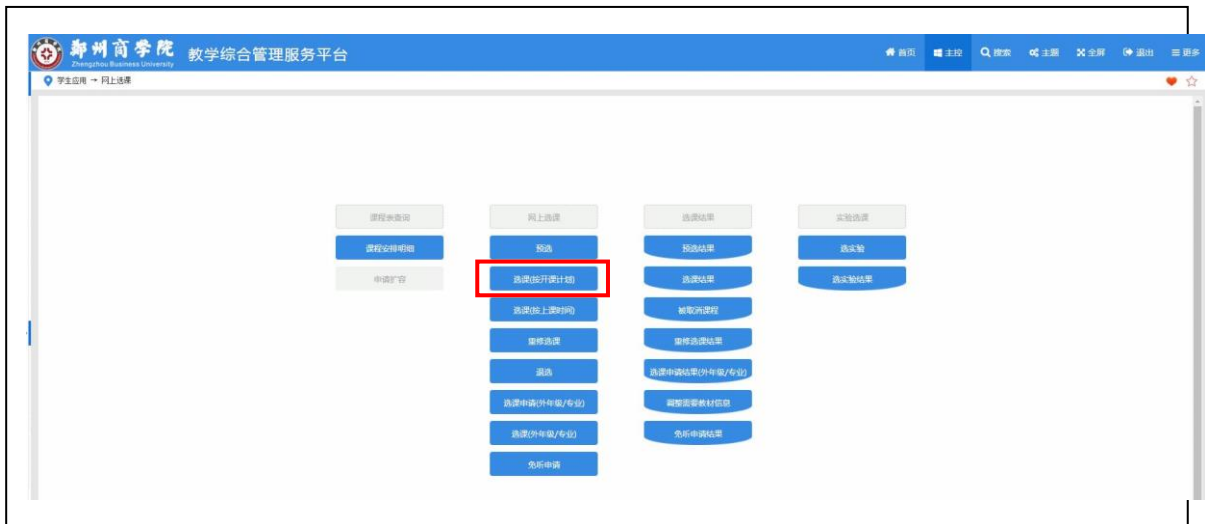 郑州商学院 教学综合管理服务平台 首页 主控 搜索 主题 全屏 退出 更多
Zhengzhou Business University
学生应用 → 网上选课
课程表查询 网上选课 选课结果 实验选课
课程安排明细 预选 预选结果 选实验
申请扩容 选课(按开课计划) 选课结果 选实验结果
选课(按上课时间) 被取消课程
重修选课 重修选课结果
退选 选课申请结果(外年级/专业)
选课申请(外年级/专业) 调整需要教材信息
选课(外年级/专业) 免听申请结果
免听申请